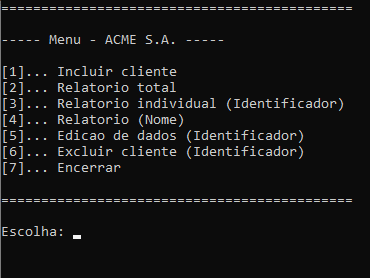 ============================================
----- Menu - ACME S.A. -----
[1]... Incluir cliente
[2]... Relatorio total
[3]... Relatorio individual (Identificador)
[4]... Relatorio (Nome)
[5]... Edicao de dados (Identificador)
[6]... Excluir cliente (Identificador)
[7]... Encerrar
============================================
Escolha: _